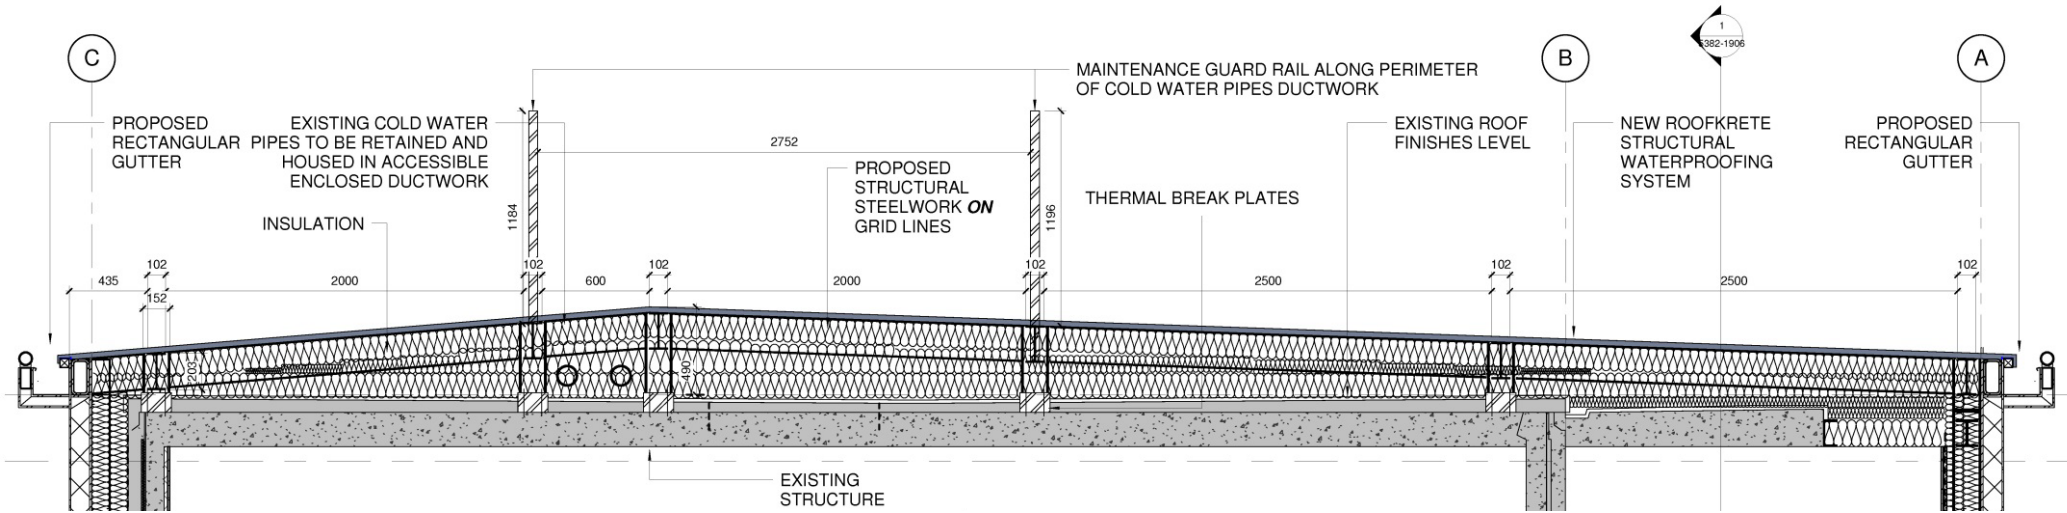 C
B
1
5382-1906
A
MAINTENANCE GUARD RAIL ALONG PERIMETER
OF COLD WATER PIPES DUCTWORK
PROPOSED
RECTANGULAR
GUTTER
EXISTING COLD WATER
PIPES TO BE RETAINED AND
HOUSED IN ACCESSIBLE
ENCLOSED DUCTWORK
2752
EXISTING ROOF
FINISHES LEVEL
NEW ROOFKRETE
STRUCTURAL
WATERPROOFING
SYSTEM
PROPOSED
RECTANGULAR
GUTTER
PROPOSED
STRUCTURAL
STEELWORK ON
GRID LINES
THERMAL BREAK PLATES
INSULATION
1184
1196
102
102
102
102
102
102
435
2000
600
2000
2500
2500
152
203
490
EXISTING
STRUCTURE